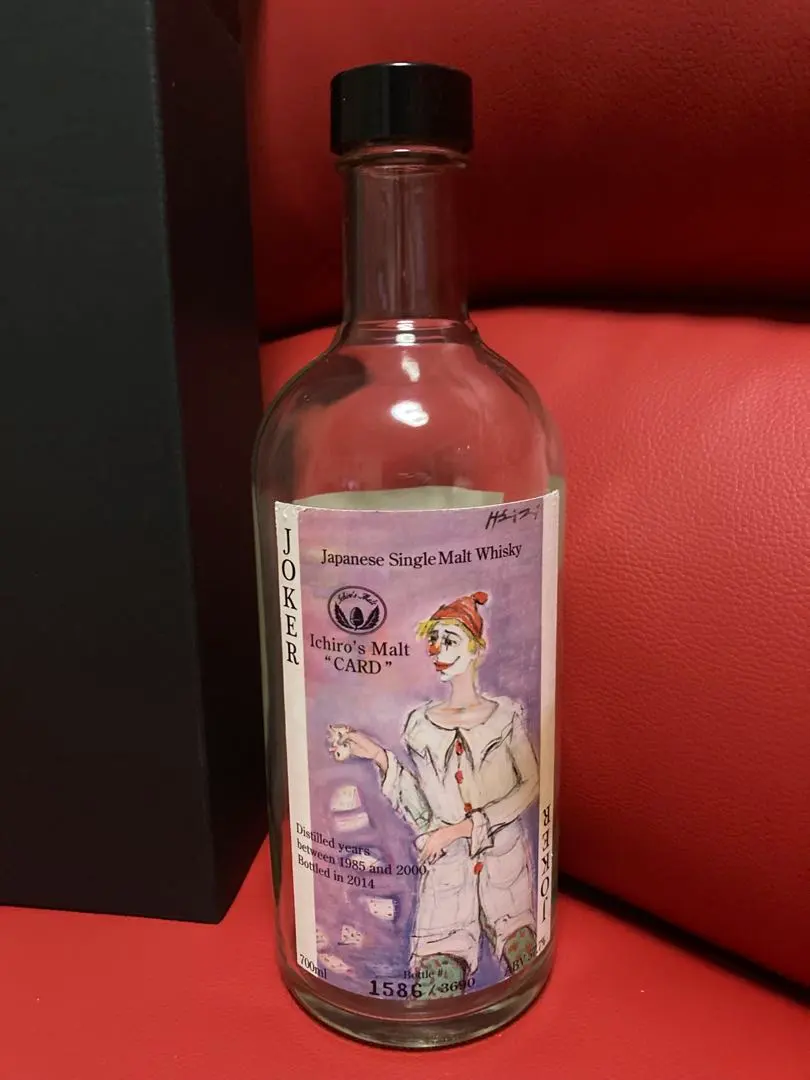 JOKER
Japanese Single Malt Whisky
Ichiro's Malt
Ichiro's Malt
"CARD"
Distilled years
between 1985 and 2000
Bottled in 2014
JOKER
700ml
Bottle #
1586 / 3690
ABV